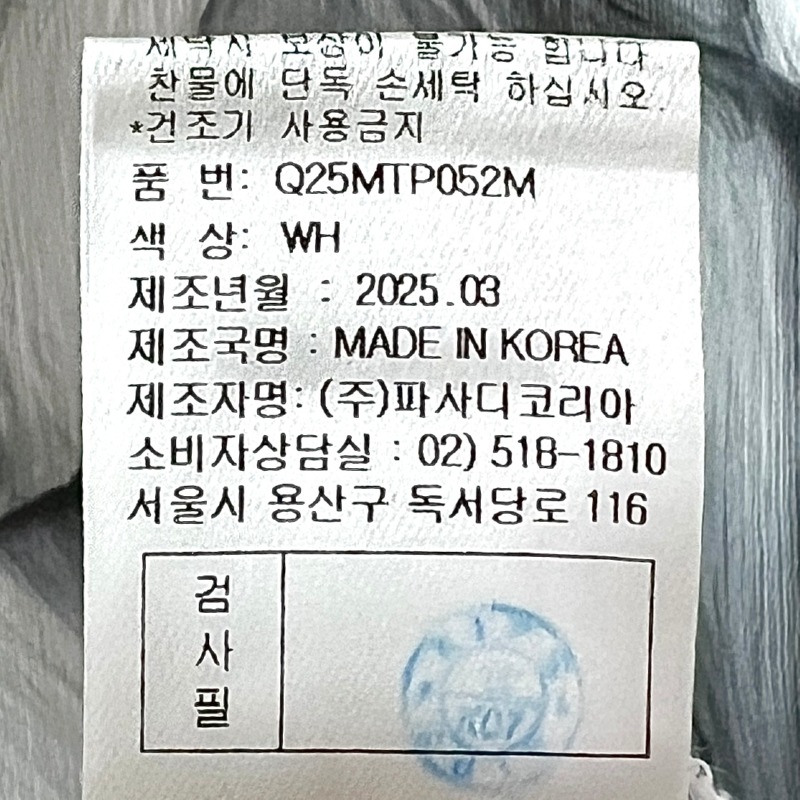 세탁시 보상이 불가능 합니다
찬물에 단독 손세탁 하십시오.
*건조기 사용금지
품 번: Q25MTP052M
색 상: WH
제조년월 : 2025.03
제조국명 : MADE IN KOREA
제조자명: (주)파사디코리아
소비자상담실 : 02) 518-1810
서울시 용산구 독서당로 116
검
사
필